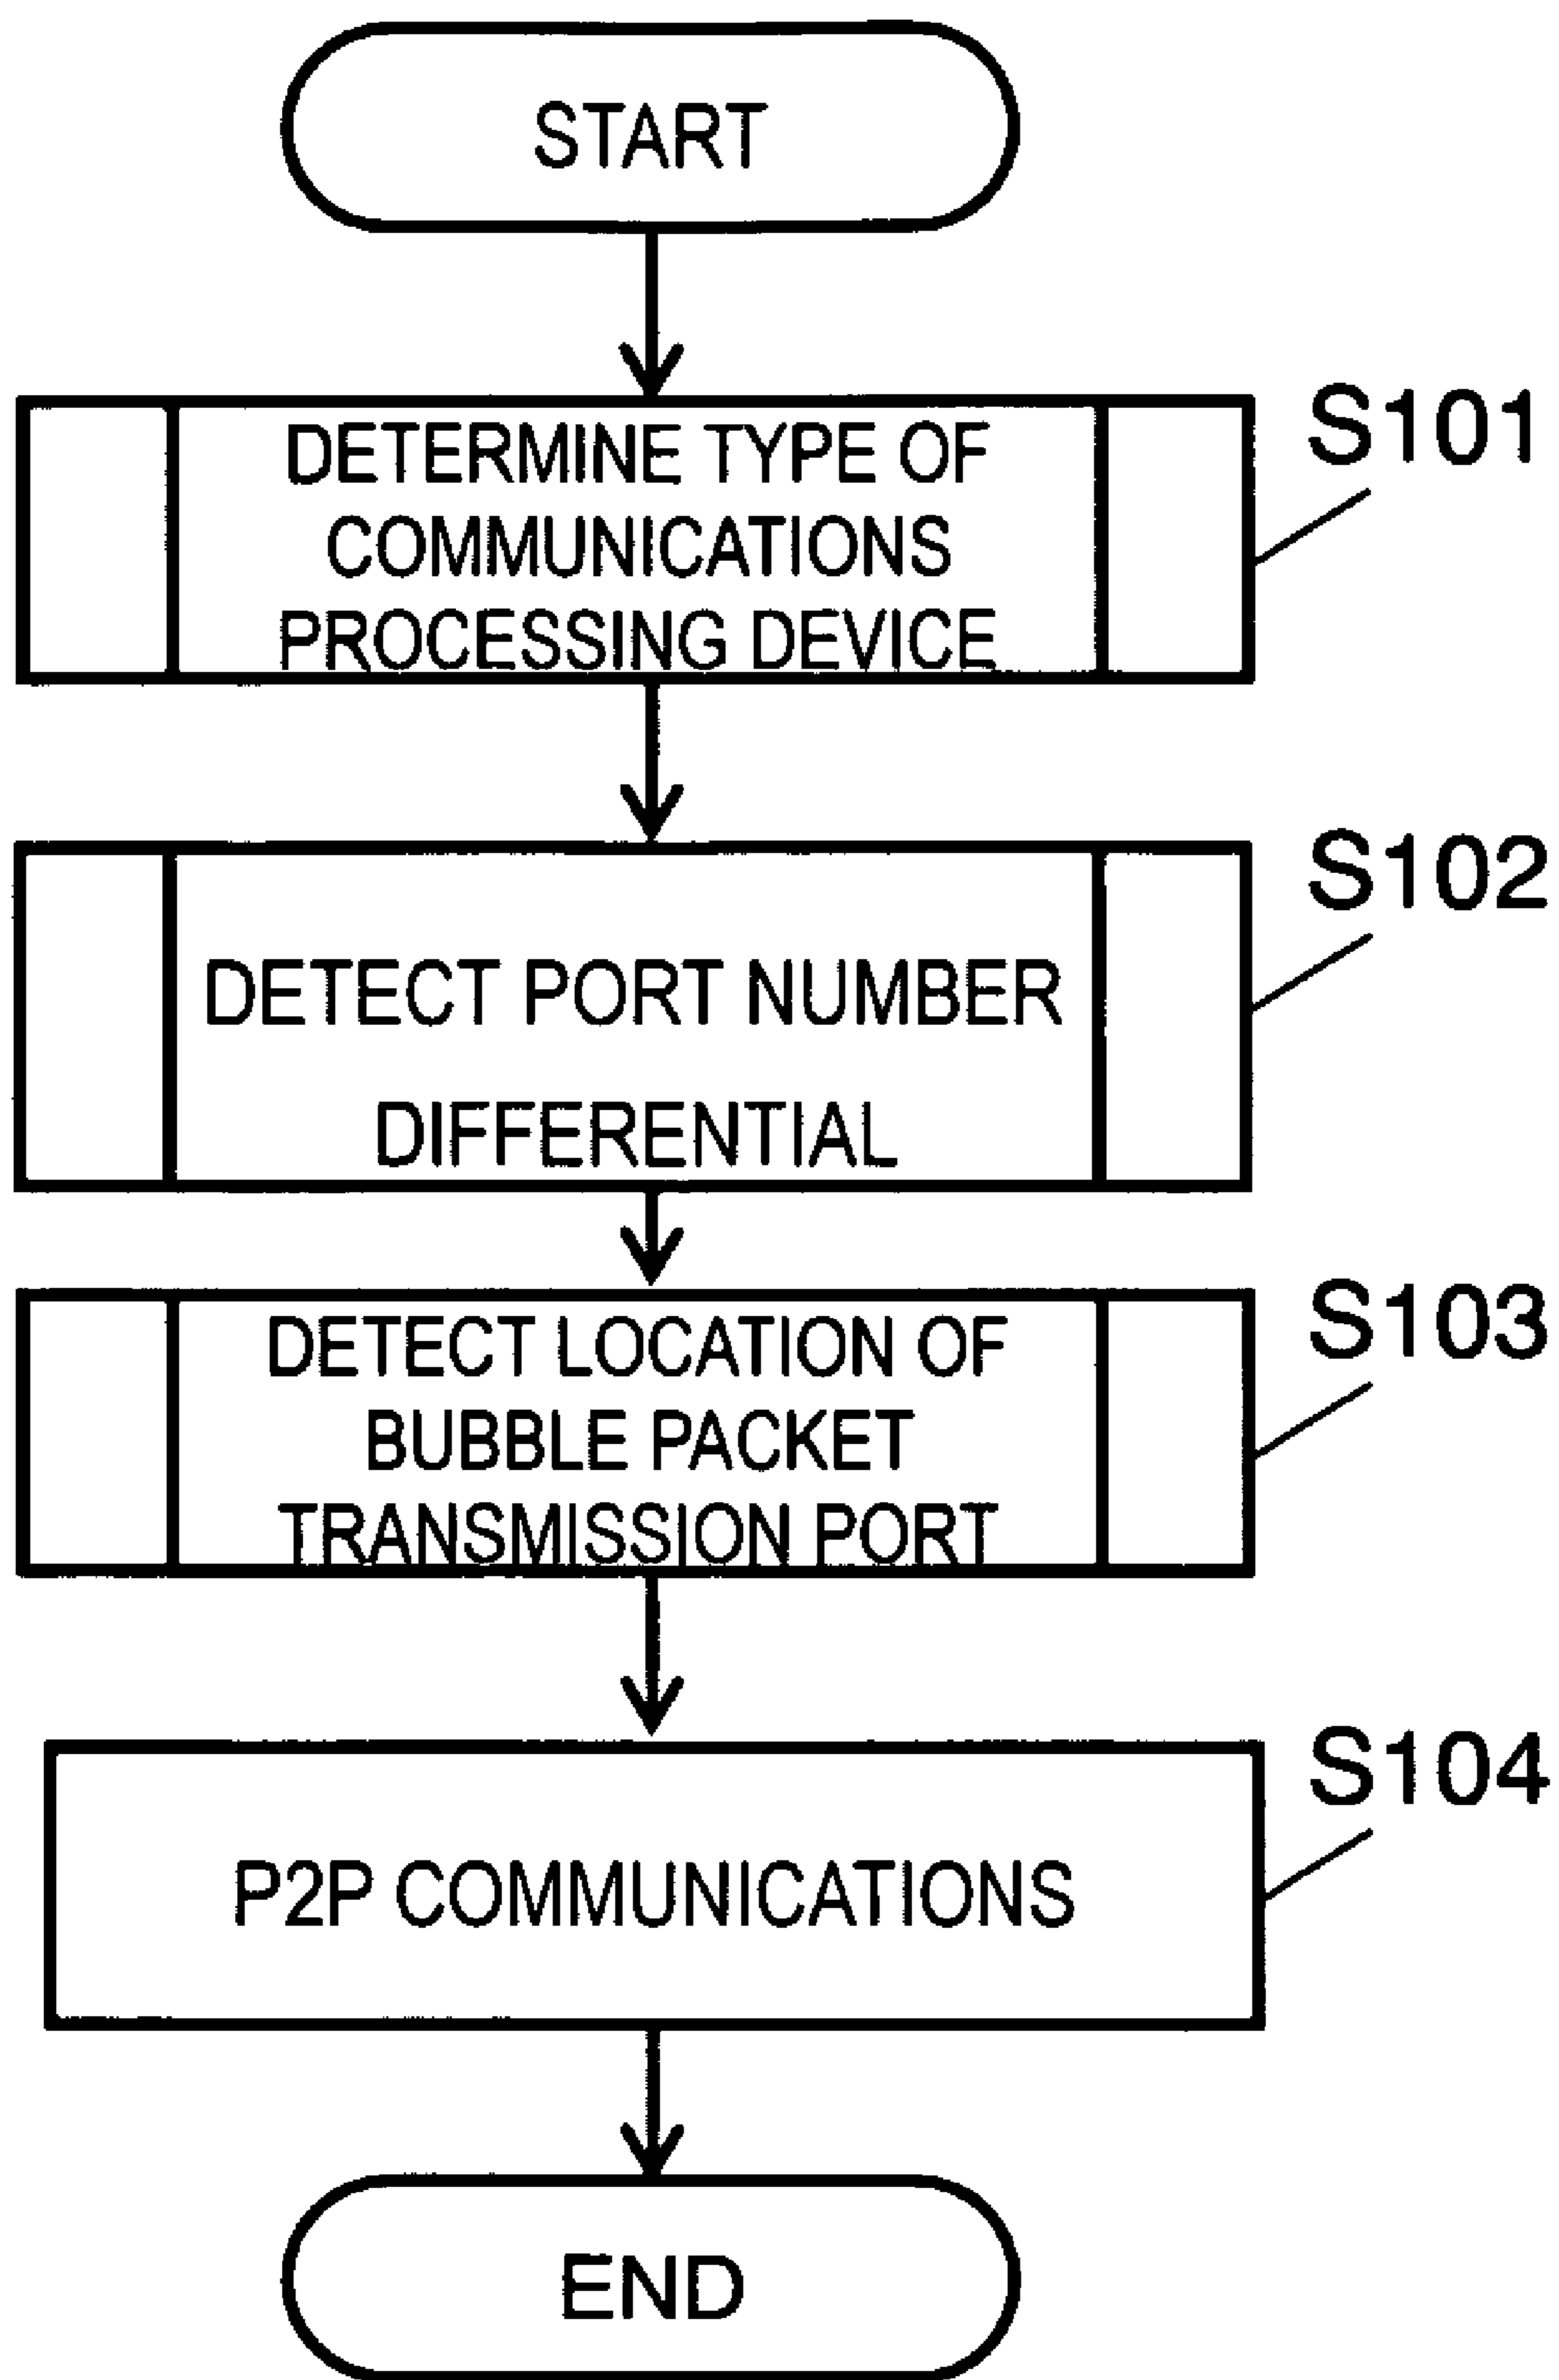 START
S101
DETERMINE TYPE OF
COMMUNICATIONS
PROCESSING DEVICE
S102
DETECT PORT NUMBER
DIFFERENTIAL
S103
DETECT LOCATION OF
BUBBLE PACKET
TRANSMISSION PORT
S104
P2P COMMUNICATIONS
END